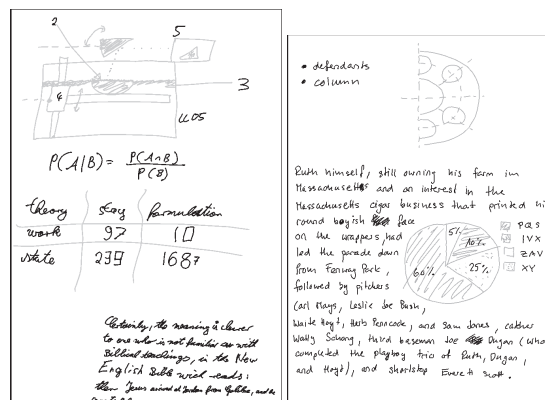 2
5
3
4
P(A|B) = P(A∩B) / P(B)
theory stay formulation
work 97 10
state 239 1687
Certainly, the meaning is clearer
to one who is not familiar with
Biblical teachings, in the New
English Bible wich reads:
then Jesus arrived at Jordan from Galilee, and
• defendants
• column
Ruth himself, still owning his farm in
Massachusetts and an interest in the
Massachusetts cigar business that printed his
round boyish face
on the wrappers, had
led the parade down
from Fenway Park,
followed by pitchers
Carl Mays, Leslie Joe Bush,
Waite Hoyt, Herb Pennock, and Sam Jones, catcher
Wally Schang, third baseman Joe Dugan (who
completed the playboy trio of Ruth, Dugan,
and Hoyt), and shortstop Everett Scott.
5%
10%
25%
60%
PQS
IVX
ZAV
XY